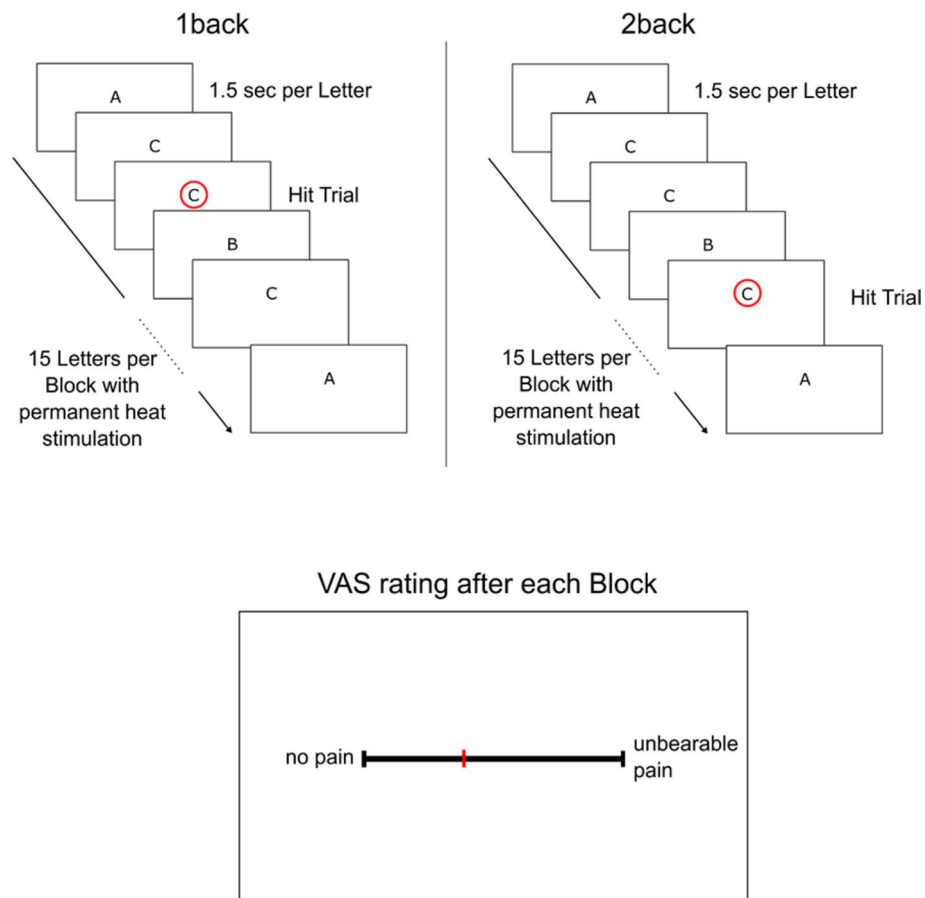 1back
A
1.5 sec per Letter
C
C
Hit Trial
B
C
15 Letters per
Block with
permanent heat
stimulation
A
2back
A
1.5 sec per Letter
C
C
B
C
Hit Trial
15 Letters per
Block with
permanent heat
stimulation
A
VAS rating after each Block
no pain
unbearable
pain